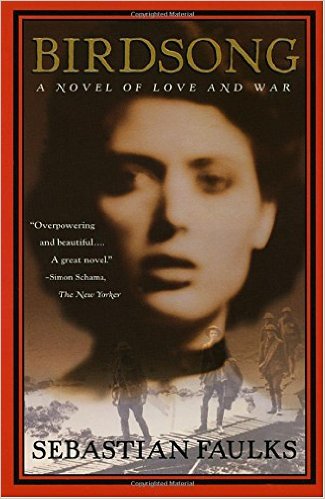 BIRDSONG
A NOVEL OF LOVE AND WAR
“Overpowering
and beautiful....
A great novel.”
–Simon Schama,
The New Yorker
SEBASTIAN FAULKS